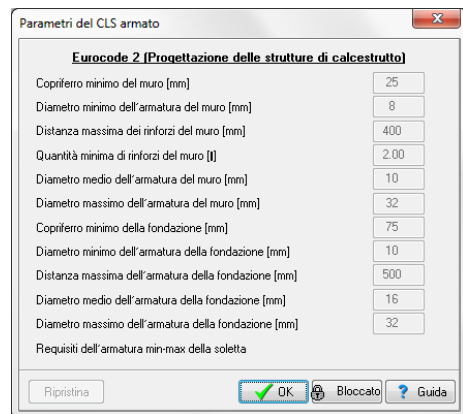 Parametri del CLS armato
Eurocode 2 (Progettazione delle strutture di calcestrutto)
Copriferro minimo del muro [mm] 25
Diametro minimo dell'armatura del muro [mm] 8
Distanza massima dei rinforzi del muro [mm] 400
Quantità minima di rinforzi del muro [‖] 2.00
Diametro medio dell'armatura del muro [mm] 10
Diametro massimo dell'armatura del muro [mm] 32
Copriferro minimo della fondazione [mm] 75
Diametro minimo dell'armatura della fondazione [mm] 10
Distanza massima dell'armatura della fondazione [mm] 500
Diametro medio dell'armatura della fondazione [mm] 16
Diametro massimo dell'armatura della fondazione [mm] 32
Requisiti dell'armatura min-max della soletta
Ripristina OK Bloccato ? Guida